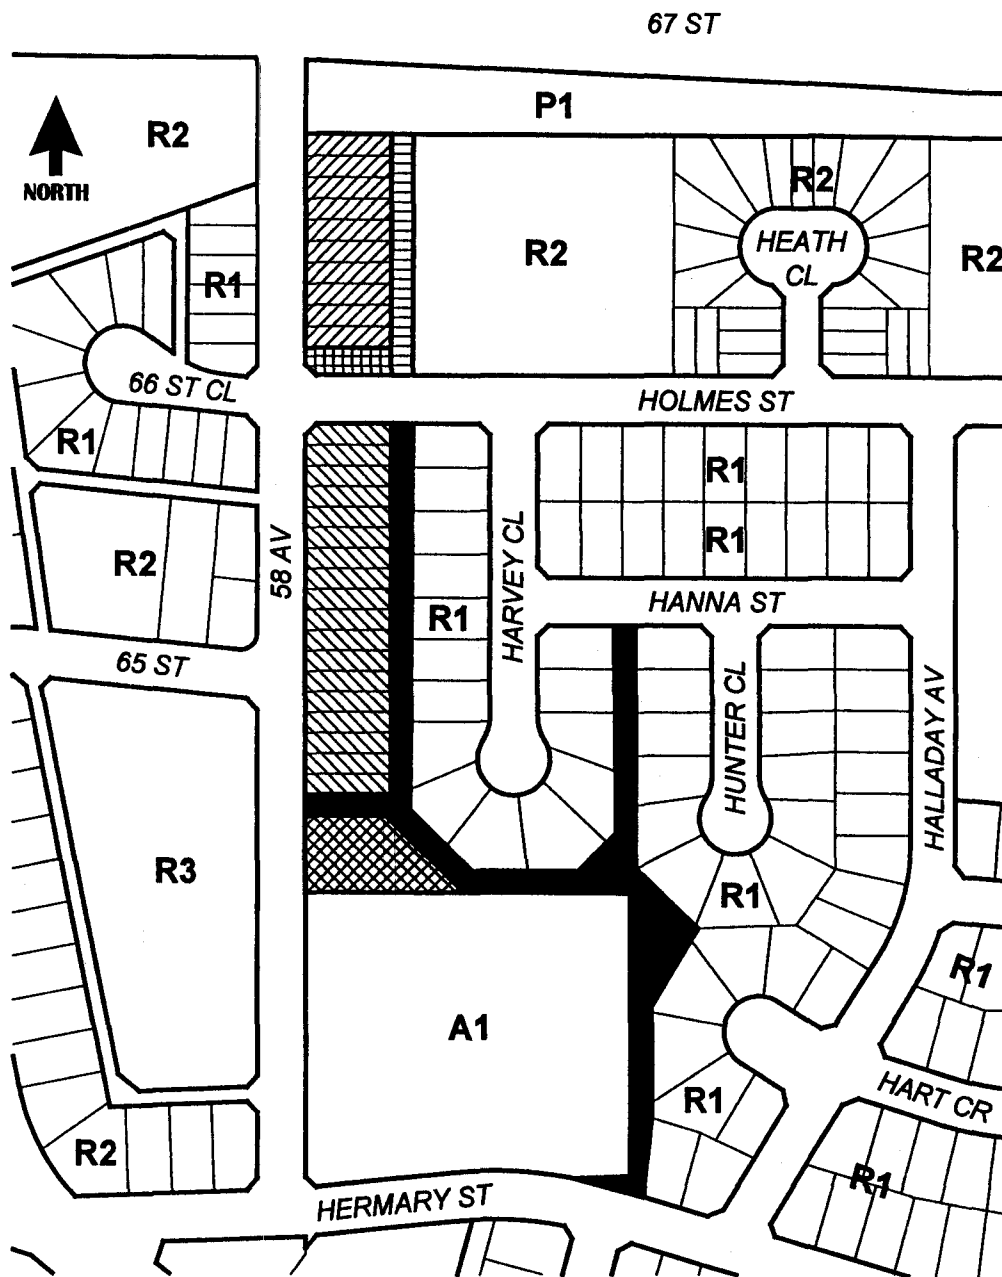 67 ST
P1
R2
NORTH
R2
HEATH
CL
R2
R2
R1
66 ST CL
HOLMES ST
R1
R1
R1
R2
58 AV
HARVEY CL
HANNA ST
R1
65 ST
HUNTER CL
HALLADAY AV
R3
R1
R1
A1
R1
HART CR
R2
R1
HERMARY ST